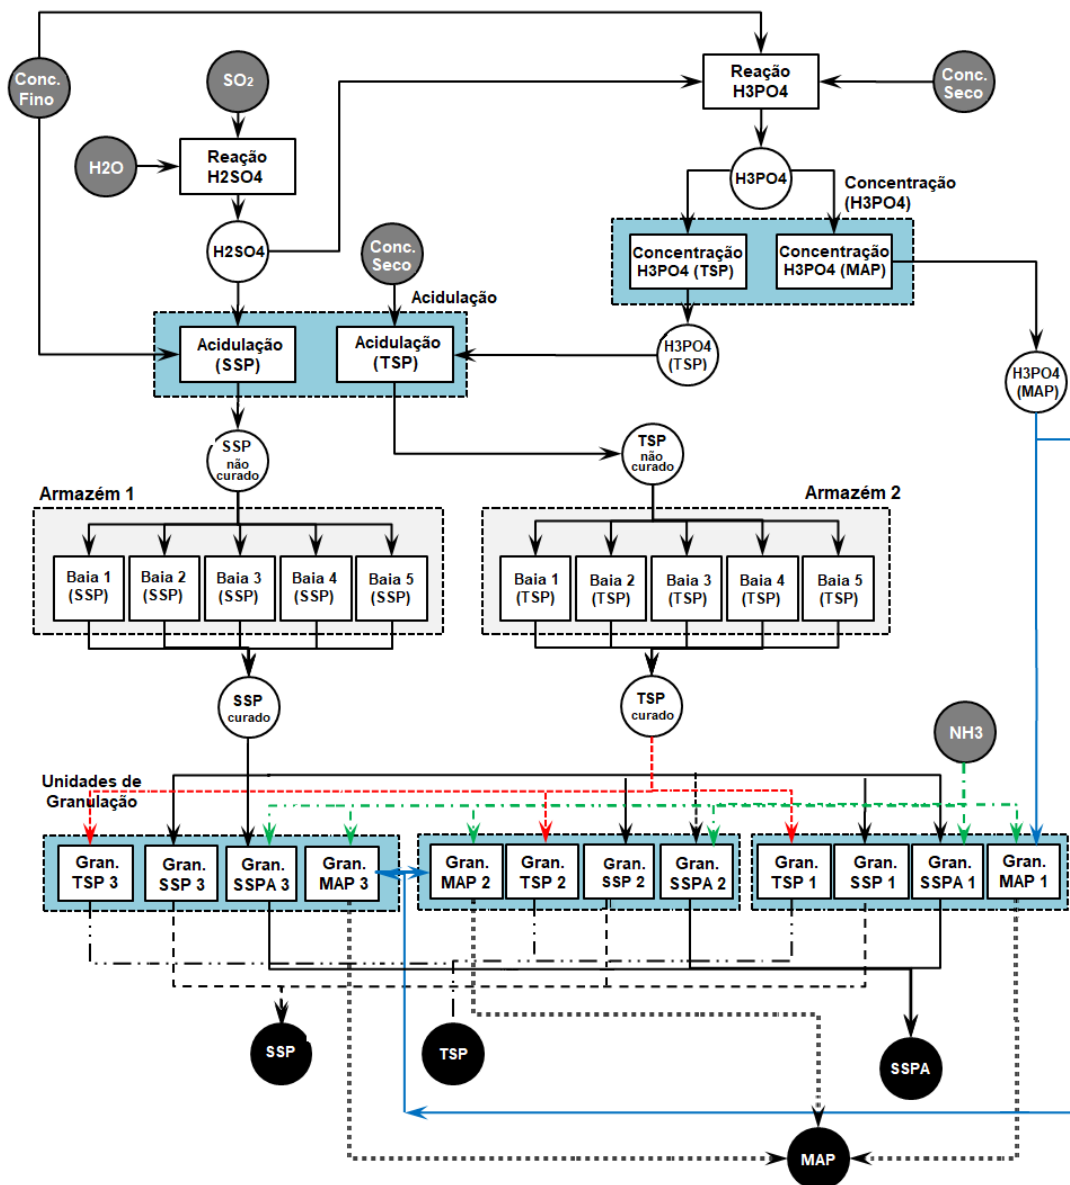 Conc.
Fino
SO2
Reação
H3PO4
Conc.
Seco
H2O
Reação
H2SO4
H3PO4
Concentração
(H3PO4)
H2SO4
Conc.
Seco
Concentração
H3PO4 (TSP)
Concentração
H3PO4 (MAP)
Acidulação
Acidulação
(SSP)
Acidulação
(TSP)
H3PO4
(TSP)
H3PO4
(MAP)
SSP
não
curado
TSP
não
curado
Armazém 1
Armazém 2
Baia 1
(SSP)
Baia 2
(SSP)
Baia 3
(SSP)
Baia 4
(SSP)
Baia 5
(SSP)
Baia 1
(TSP)
Baia 2
(TSP)
Baia 3
(TSP)
Baia 4
(TSP)
Baia 5
(TSP)
SSP
curado
TSP
curado
NH3
Unidades de
Granulação
Gran.
TSP 3
Gran.
SSP 3
Gran.
SSPA 3
Gran.
MAP 3
Gran.
MAP 2
Gran.
TSP 2
Gran.
SSP 2
Gran.
SSPA 2
Gran.
TSP 1
Gran.
SSP 1
Gran.
SSPA 1
Gran.
MAP 1
SSP
TSP
SSPA
MAP